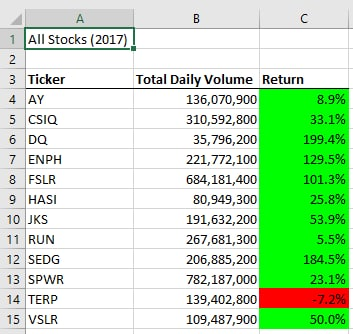 A B C
1 All Stocks (2017)
2
3 Ticker Total Daily Volume Return
4 AY 136,070,900 8.9%
5 CSIQ 310,592,800 33.1%
6 DQ 35,796,200 199.4%
7 ENPH 221,772,100 129.5%
8 FSLR 684,181,400 101.3%
9 HASI 80,949,300 25.8%
10 JKS 191,632,200 53.9%
11 RUN 267,681,300 5.5%
12 SEDG 206,885,200 184.5%
13 SPWR 782,187,000 23.1%
14 TERP 139,402,800 -7.2%
15 VSLR 109,487,900 50.0%